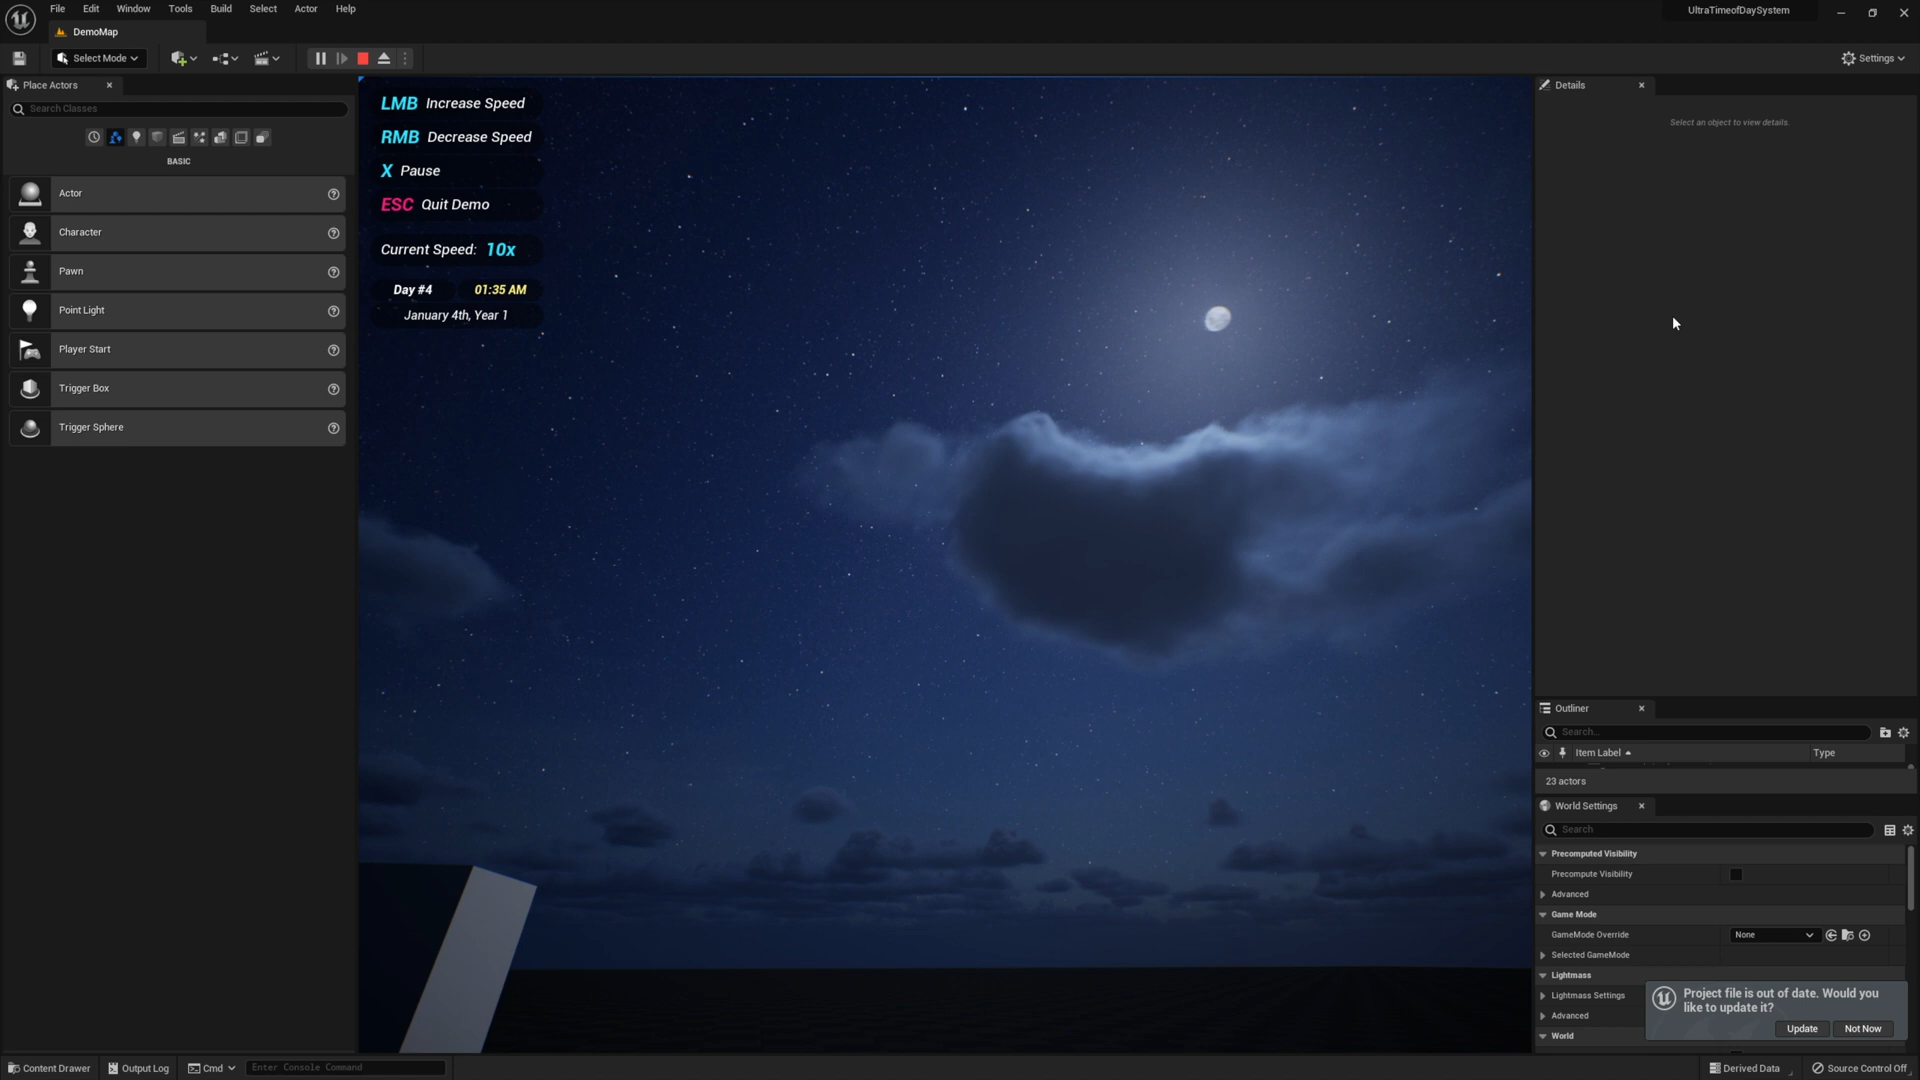 File Edit Window Tools Build Select Actor Help
UltraTimeofDaySystem
DemoMap
Select Mode
Settings
Place Actors
Search Classes
BASIC
Actor
Character
Pawn
Point Light
Player Start
Trigger Box
Trigger Sphere
LMB Increase Speed
RMB Decrease Speed
X Pause
ESC Quit Demo
Current Speed: 10x
Day #4 01:35 AM
January 4th, Year 1
Details
Select an object to view details.
Outliner
Search...
Item Label Type
23 actors
World Settings
Search
Precomputed Visibility
Precompute Visibility
Advanced
Game Mode
GameMode Override None
Selected GameMode
Lightmass
Lightmass Settings
Advanced
World
Project file is out of date. Would you
like to update it?
Update Not Now
Content Drawer Output Log Cmd Enter Console Command
Derived Data Source Control Off